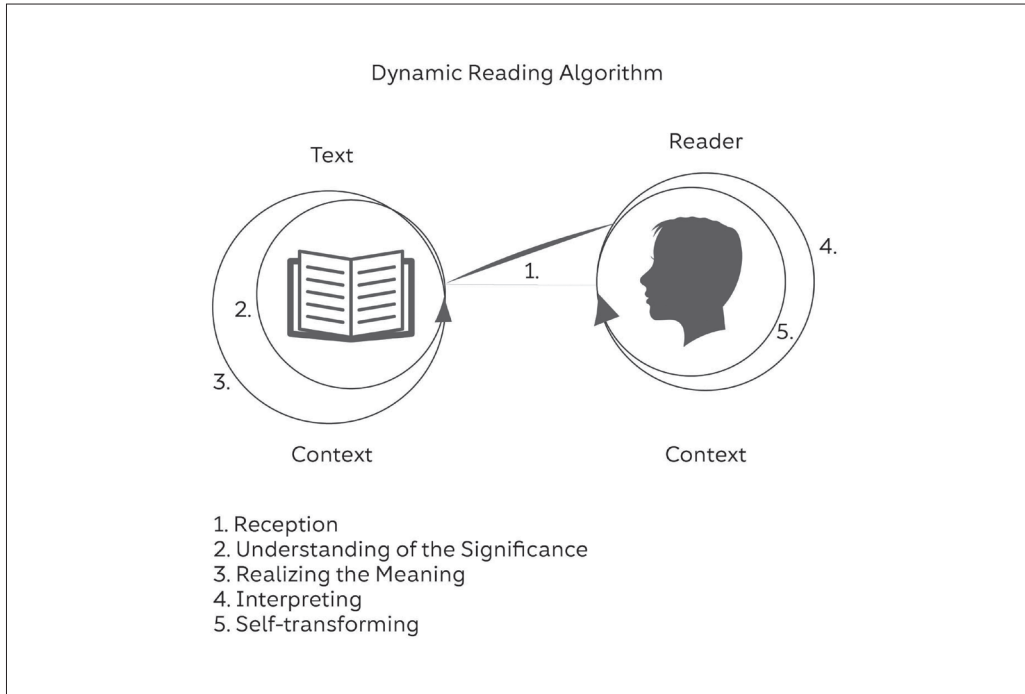 Dynamic Reading Algorithm
Text
Reader
1.
2.
3.
4.
5.
Context
Context
1. Reception
2. Understanding of the Significance
3. Realizing the Meaning
4. Interpreting
5. Self-transforming